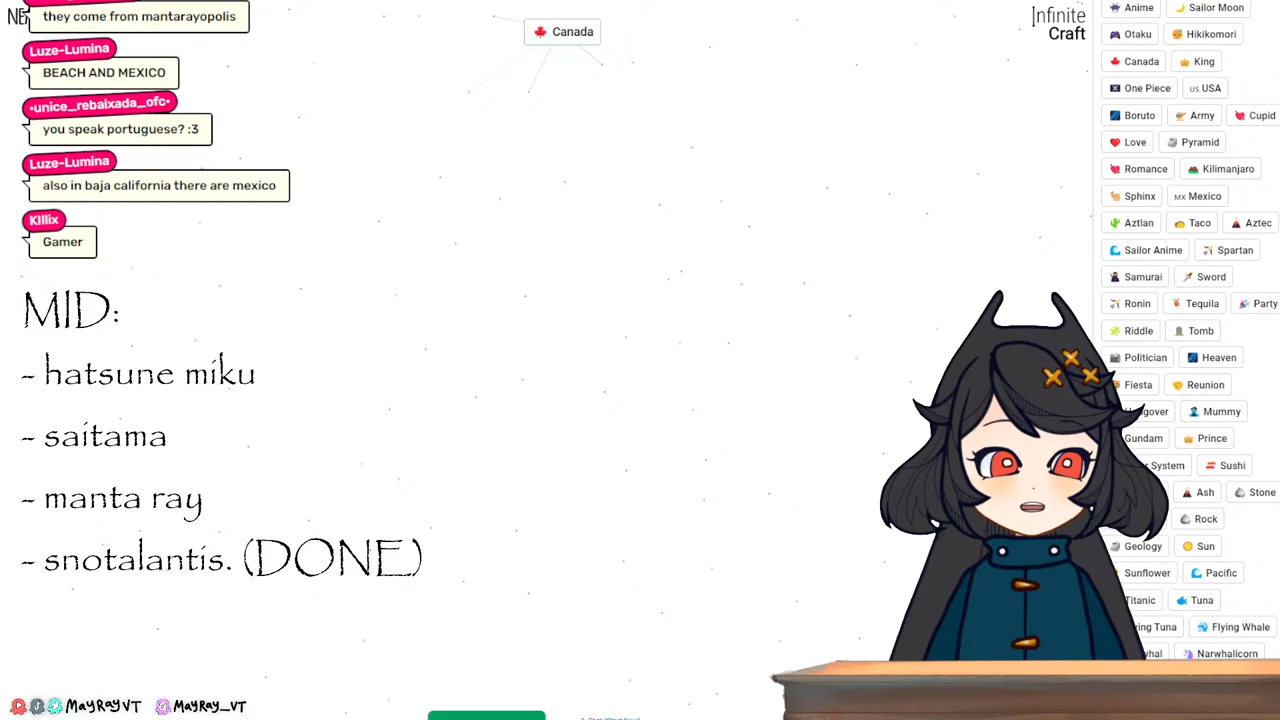 they come from mantarayopolis
Luze-Lumina
BEACH AND MEXICO
•unice_rebaixada_ofc•
you speak portuguese? :3
Luze-Lumina
also in baja california there are mexico
KIllix
Gamer
MID:
- hatsune miku
- saitama
- manta ray
- snotalantis. (DONE)
MayRayVT MayRay_VT
Canada
Infinite
Craft
Anime Sailor Moon
Otaku Hikikomori
Canada King
One Piece US USA
Boruto Army Cupid
Love Pyramid
Romance Kilimanjaro
Sphinx MX Mexico
Aztlan Taco Aztec
Sailor Anime Spartan
Samurai Sword
Ronin Tequila Party
Riddle Tomb
Politician Heaven
Fiesta Reunion
Mummy
Gundam Prince
System Sushi
Ash Stone
Rock
Geology Sun
Sunflower Pacific
Titanic Tuna
Tuna Flying Whale
Narwhalicorn